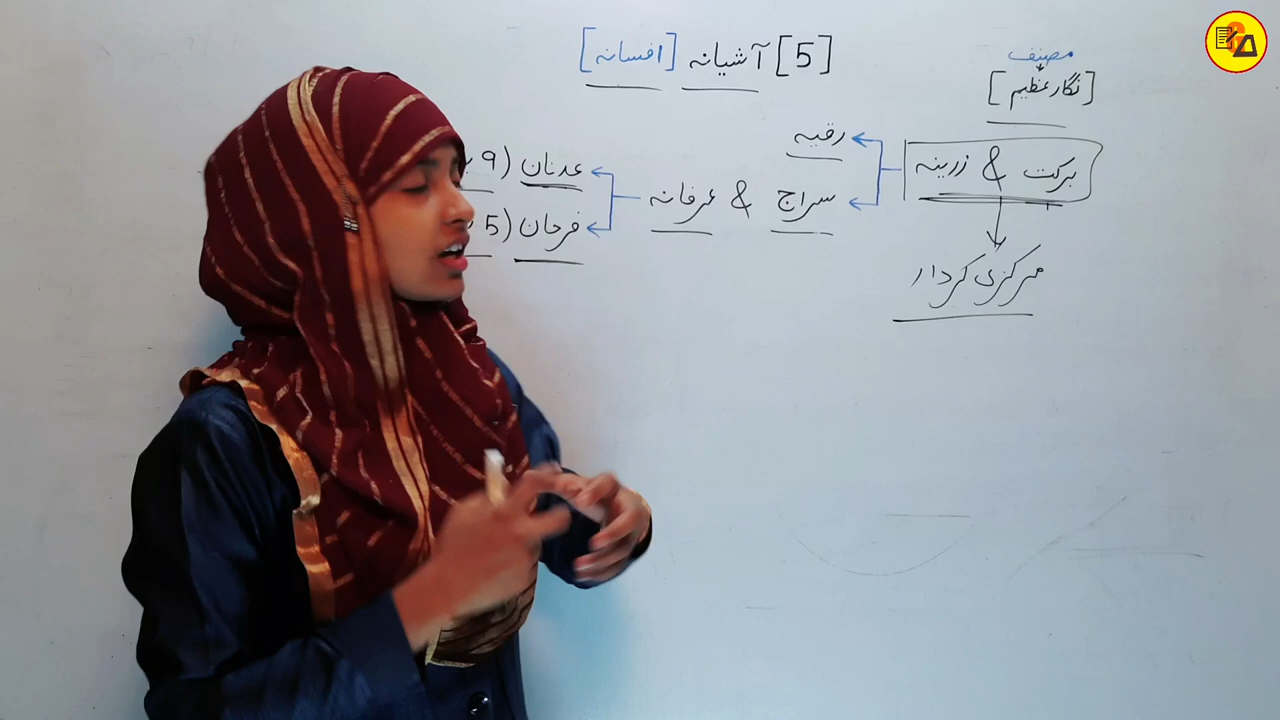 [5] آشیانہ [افسانہ]
مصنف
[نگار عظیم]
برکت & زرینہ
رقیہ
سراج & عرفانہ
عدنان (9
فرحان (5
مرکزی کردار